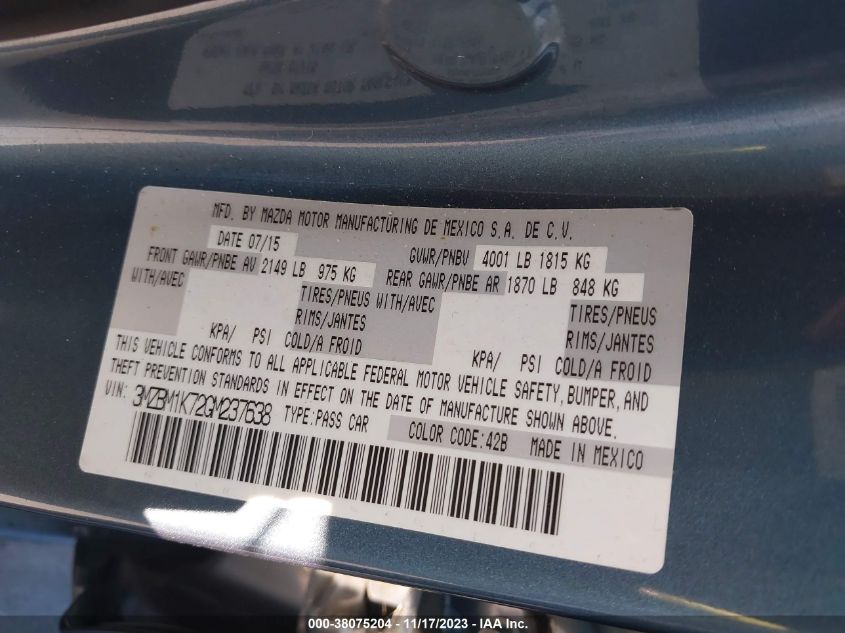 MFD. BY MAZDA MOTOR MANUFACTURING DE MEXICO S.A. DE C.V.
DATE 07/15 GVWR/PNBV 4001 LB 1815 KG
FRONT GAWR/PNBE AV 2149 LB 975 KG REAR GAWR/PNBE AR 1870 LB 848 KG
WITH/AVEC TIRES/PNEUS WITH/AVEC TIRES/PNEUS
RIMS/JANTES RIMS/JANTES
KPA/ PSI COLD/A FROID KPA/ PSI COLD/A FROID
THIS VEHICLE CONFORMS TO ALL APPLICABLE FEDERAL MOTOR VEHICLE SAFETY, BUMPER, AND
THEFT PREVENTION STANDARDS IN EFFECT ON THE DATE OF MANUFACTURE SHOWN ABOVE.
VIN: 3MZBM1K72GM237638 TYPE:PASS CAR COLOR CODE:42B MADE IN MEXICO
000-38075204 - 11/17/2023 - IAA Inc.